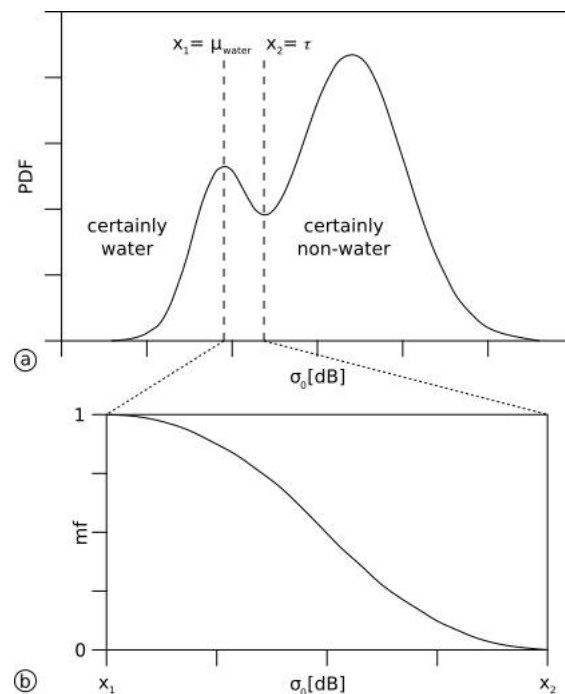 x₁= μwater x₂= τ
PDF
certainly
water
certainly
non-water
a
σ₀[dB]
1
mf
0
b
x₁ σ₀[dB] x₂